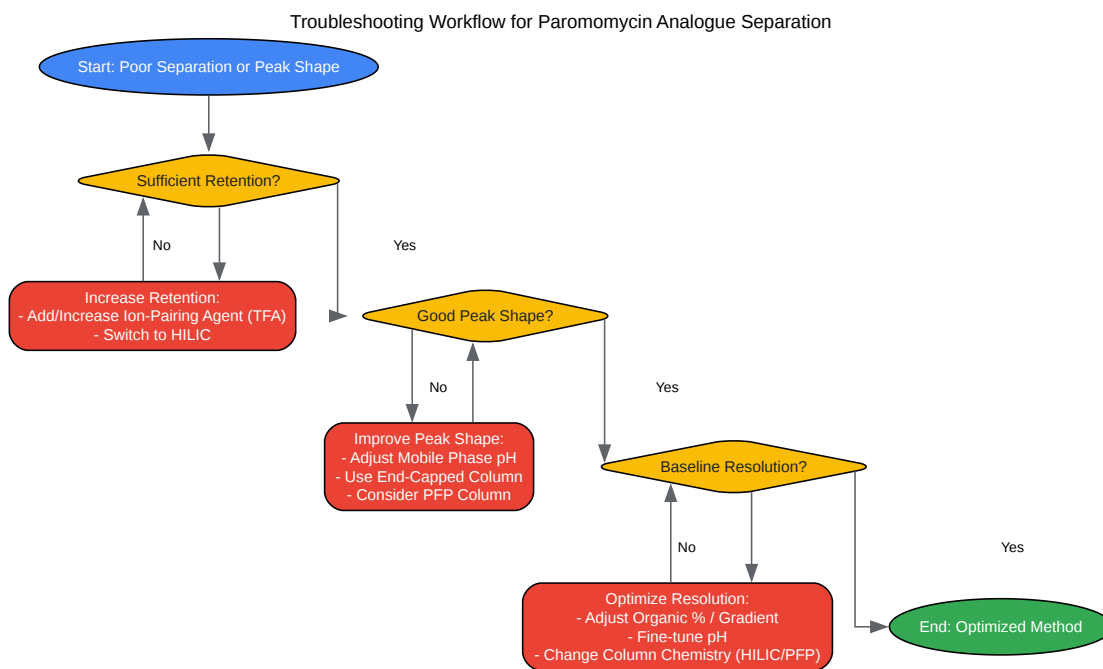 Troubleshooting Workflow for Paromomycin Analogue Separation
Start: Poor Separation or Peak Shape
Sufficient Retention?
No
Yes
Increase Retention:
- Add/Increase Ion-Pairing Agent (TFA)
- Switch to HILIC
Good Peak Shape?
No
Yes
Improve Peak Shape:
- Adjust Mobile Phase pH
- Use End-Capped Column
- Consider PFP Column
Baseline Resolution?
No
Yes
Optimize Resolution:
- Adjust Organic % / Gradient
- Fine-tune pH
- Change Column Chemistry (HILIC/PFP)
End: Optimized Method